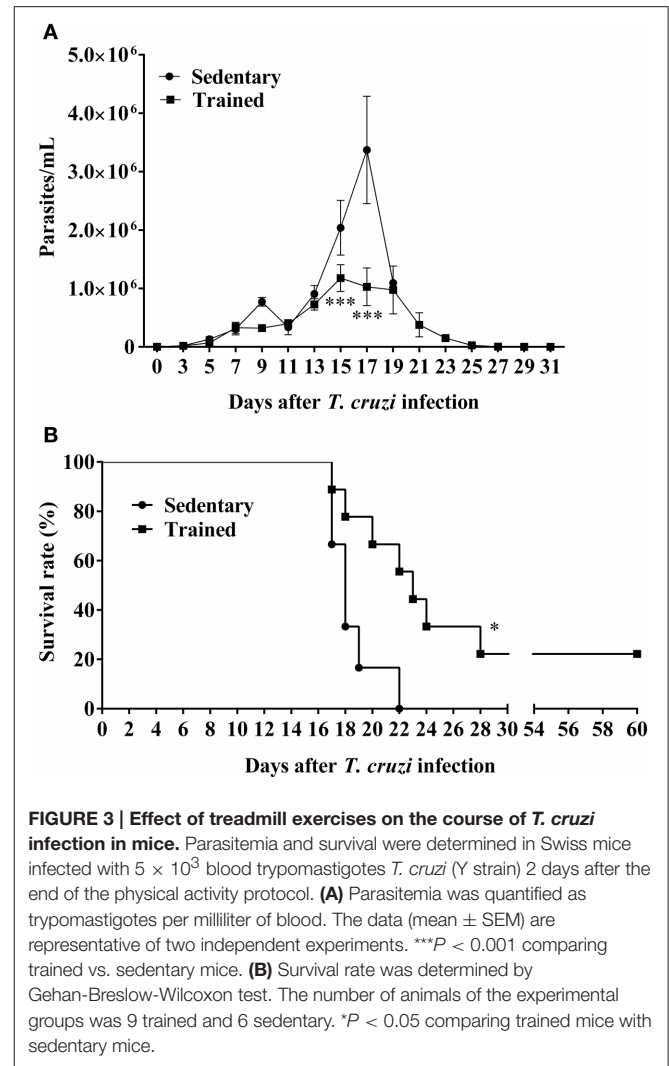 A
5.0×10⁶
Sedentary
Trained
4.0×10⁶
3.0×10⁶
2.0×10⁶
1.0×10⁶
0
Parasites/mL
***
***
0 3 5 7 9 11 13 15 17 19 21 23 25 27 29 31
Days after T. cruzi infection
B
100
80
60
40
20
0
Survival rate (%)
Sedentary
Trained
*
0 2 4 6 8 10 12 14 16 18 20 22 24 26 28 30 54 56 58 60
Days after T. cruzi infection
FIGURE 3 | Effect of treadmill exercises on the course of T. cruzi
infection in mice. Parasitemia and survival were determined in Swiss mice
infected with 5 × 10³ blood trypomastigotes T. cruzi (Y strain) 2 days after the
end of the physical activity protocol. (A) Parasitemia was quantified as
trypomastigotes per milliliter of blood. The data (mean ± SEM) are
representative of two independent experiments. ***P < 0.001 comparing
trained vs. sedentary mice. (B) Survival rate was determined by
Gehan-Breslow-Wilcoxon test. The number of animals of the experimental
groups was 9 trained and 6 sedentary. *P < 0.05 comparing trained mice with
sedentary mice.